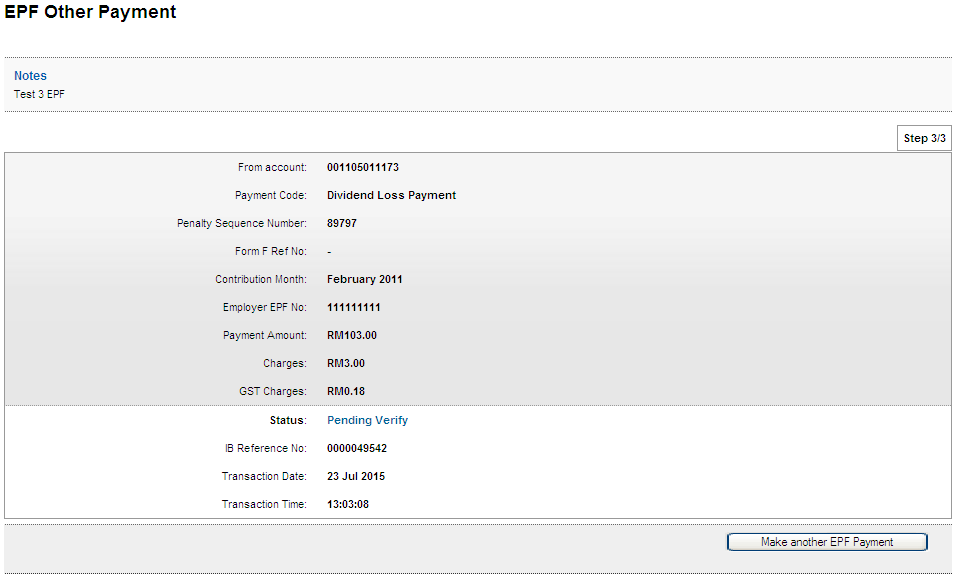 EPF Other Payment
Notes
Test 3 EPF
Step 3/3
From account: 001105011173
Payment Code: Dividend Loss Payment
Penalty Sequence Number: 89797
Form F Ref No: -
Contribution Month: February 2011
Employer EPF No: 111111111
Payment Amount: RM103.00
Charges: RM3.00
GST Charges: RM0.18
Status: Pending Verify
IB Reference No: 0000049542
Transaction Date: 23 Jul 2015
Transaction Time: 13:03:08
Make another EPF Payment